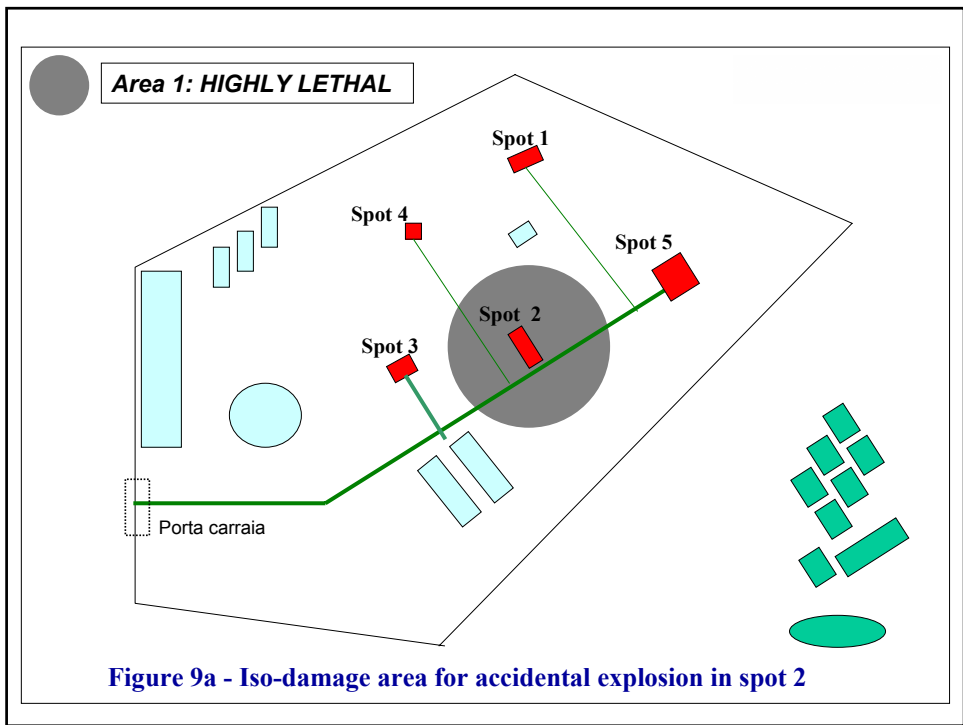 Area 1: HIGHLY LETHAL
Spot 1
Spot 4
Spot 5
Spot 2
Spot 3
Porta carraia
Figure 9a - Iso-damage area for accidental explosion in spot 2